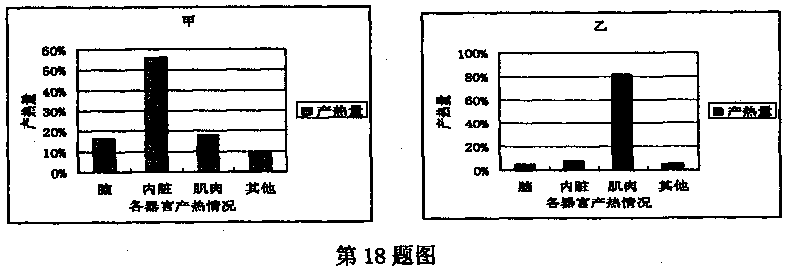 甲
60%
50%
40%
30%
20%
10%
0%
产热量
脑 内脏 肌肉 其他
各器官产热情况
产热量
乙
100%
80%
60%
40%
20%
0%
产热量
脑 内脏 肌肉 其他
各器官产热情况
产热量
第18题图